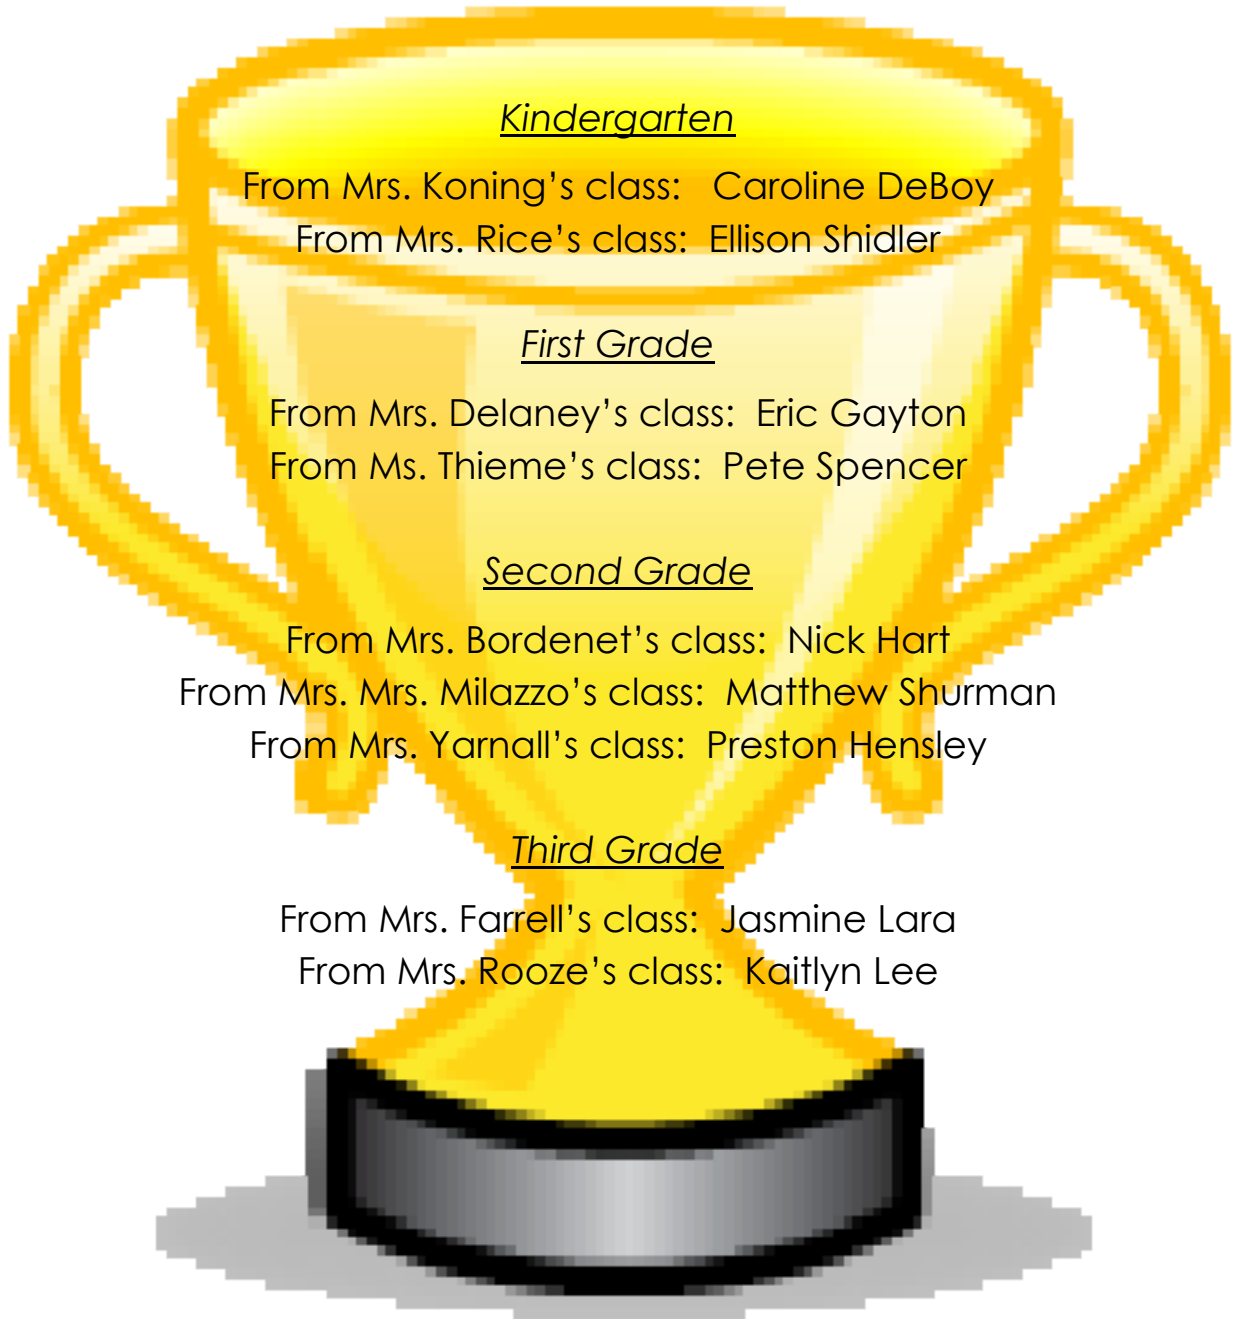 Kindergarten
From Mrs. Koning’s class:   Caroline DeBoy
From Mrs. Rice’s class:  Ellison Shidler
First Grade
From Mrs. Delaney’s class:  Eric Gayton
From Ms. Thieme’s class:  Pete Spencer
Second Grade
From Mrs. Bordenet’s class:  Nick Hart
From Mrs. Mrs. Milazzo’s class:  Matthew Shurman
From Mrs. Yarnall’s class:  Preston Hensley
Third Grade
From Mrs. Farrell’s class:  Jasmine Lara
From Mrs. Rooze’s class:  Kaitlyn Lee